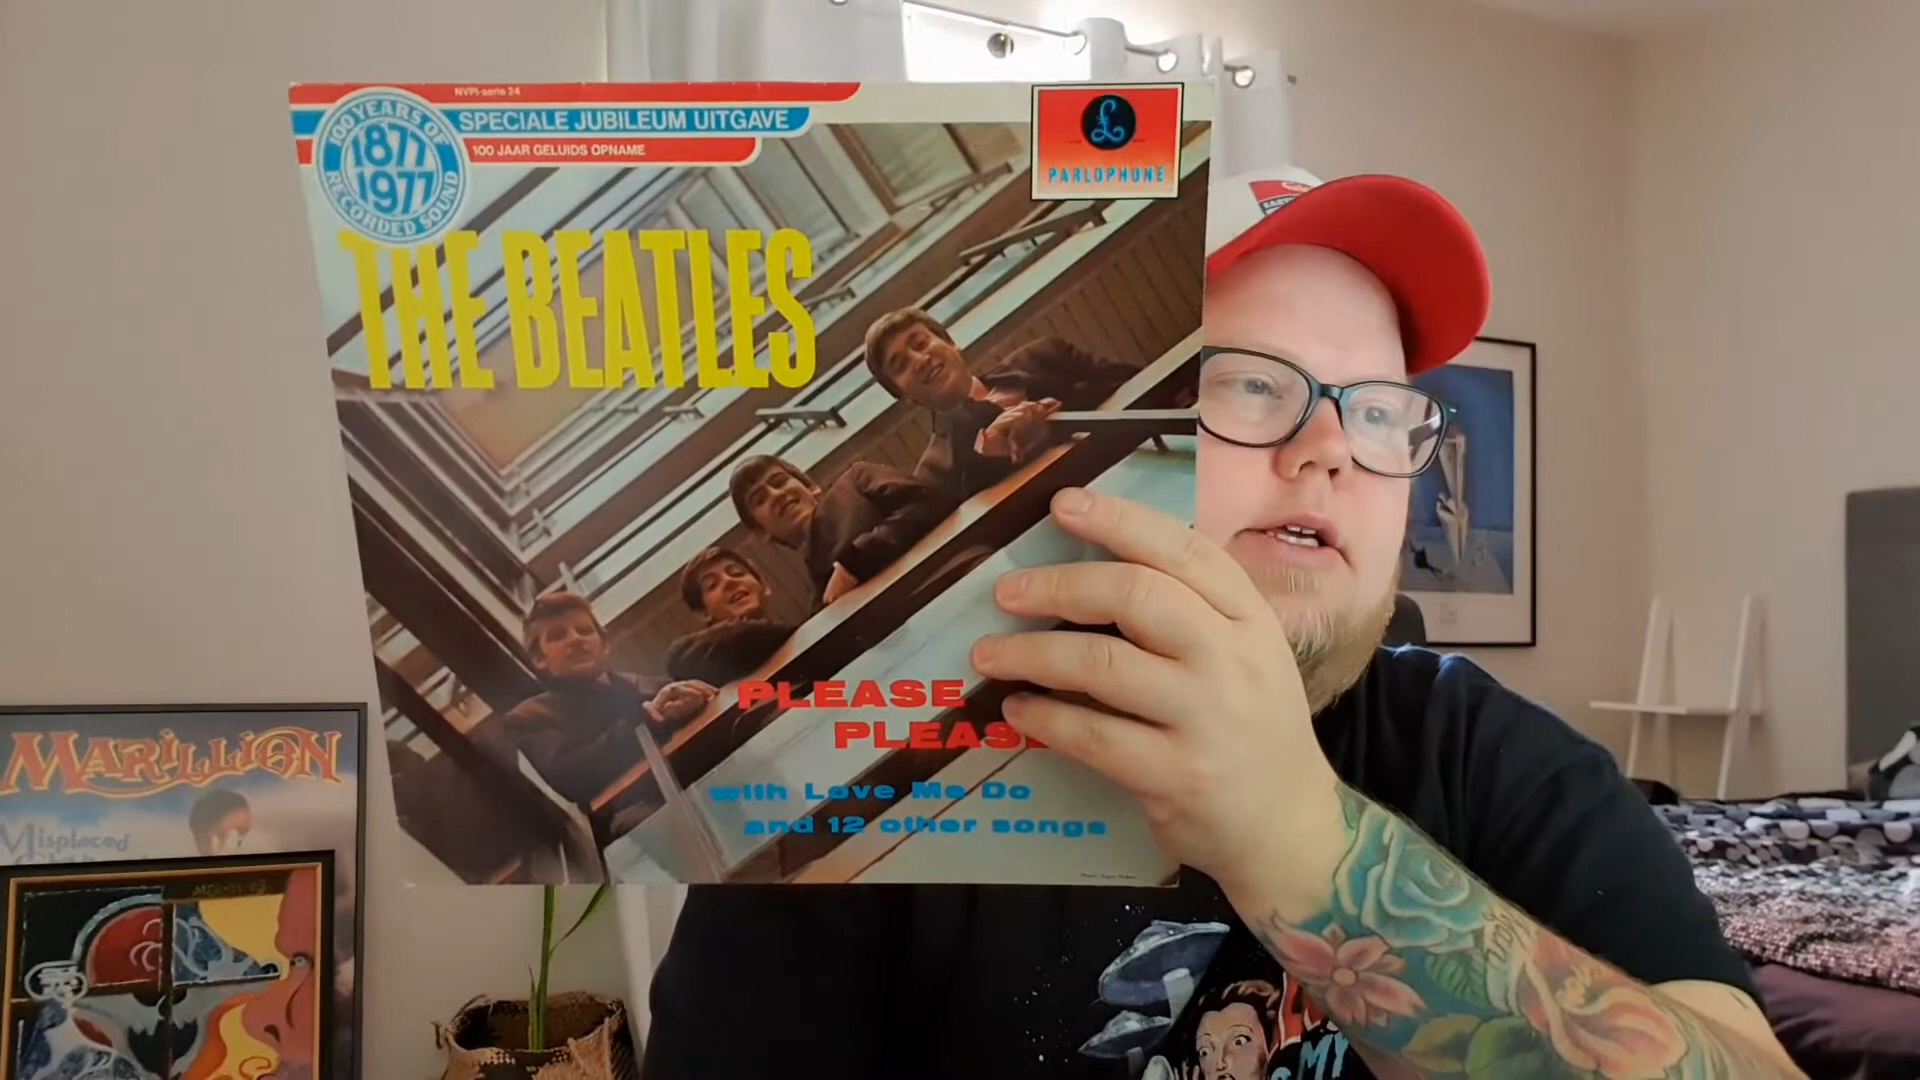 NVPI-serie 24
SPECIALE JUBILEUM UITGAVE
100 JAAR GELUIDS OPNAME
100 YEARS OF
1877
1977
RECORDED SOUND
£
PARLOPHONE
THE BEATLES
PLEASE
PLEASE
with Love Me Do
and 12 other songs
MARILLION
Misplaced
MY